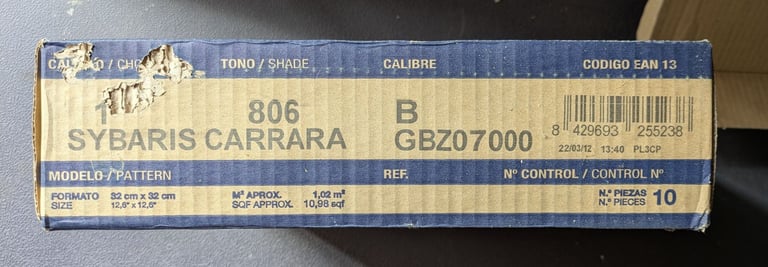 TONO / SHADE CALIBRE CODIGO EAN 13
1 806 B
SYBARIS CARRARA GBZ07000
8 429693 255238
22/03/12 13:40 PL3CP
MODELO / PATTERN REF. Nº CONTROL / CONTROL Nº
FORMATO 32 cm x 32 cm M² APROX. 1,02 m² N.º PIEZAS 10
SIZE 12,6" x 12,6" SQF APPROX. 10,98 sqf N.º PIECES